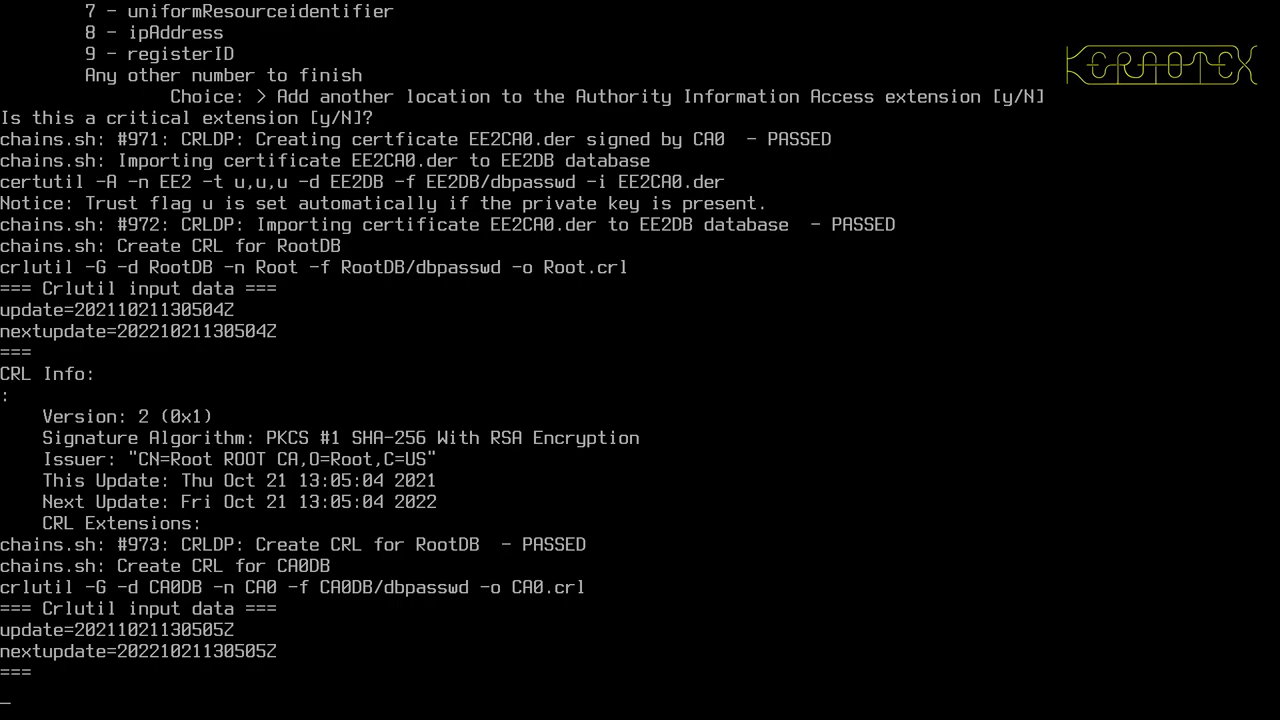 7 - uniformResourceidentifier
8 - ipAddress
9 - registerID
Any other number to finish
Choice: > Add another location to the Authority Information Access extension [y/N]
Is this a critical extension [y/N]?
chains.sh: #971: CRLDP: Creating certficate EE2CA0.der signed by CA0  - PASSED
chains.sh: Importing certificate EE2CA0.der to EE2DB database
certutil -A -n EE2 -t u,u,u -d EE2DB -f EE2DB/dbpasswd -i EE2CA0.der
Notice: Trust flag u is set automatically if the private key is present.
chains.sh: #972: CRLDP: Importing certificate EE2CA0.der to EE2DB database  - PASSED
chains.sh: Create CRL for RootDB
crlutil -G -d RootDB -n Root -f RootDB/dbpasswd -o Root.crl
=== Crlutil input data ===
update=20211021130504Z
nextupdate=20221021130504Z
===
CRL Info:
:
Version: 2 (0x1)
Signature Algorithm: PKCS #1 SHA-256 With RSA Encryption
Issuer: "CN=Root ROOT CA,O=Root,C=US"
This Update: Thu Oct 21 13:05:04 2021
Next Update: Fri Oct 21 13:05:04 2022
CRL Extensions:
chains.sh: #973: CRLDP: Create CRL for RootDB  - PASSED
chains.sh: Create CRL for CA0DB
crlutil -G -d CA0DB -n CA0 -f CA0DB/dbpasswd -o CA0.crl
=== Crlutil input data ===
update=20211021130505Z
nextupdate=20221021130505Z
===